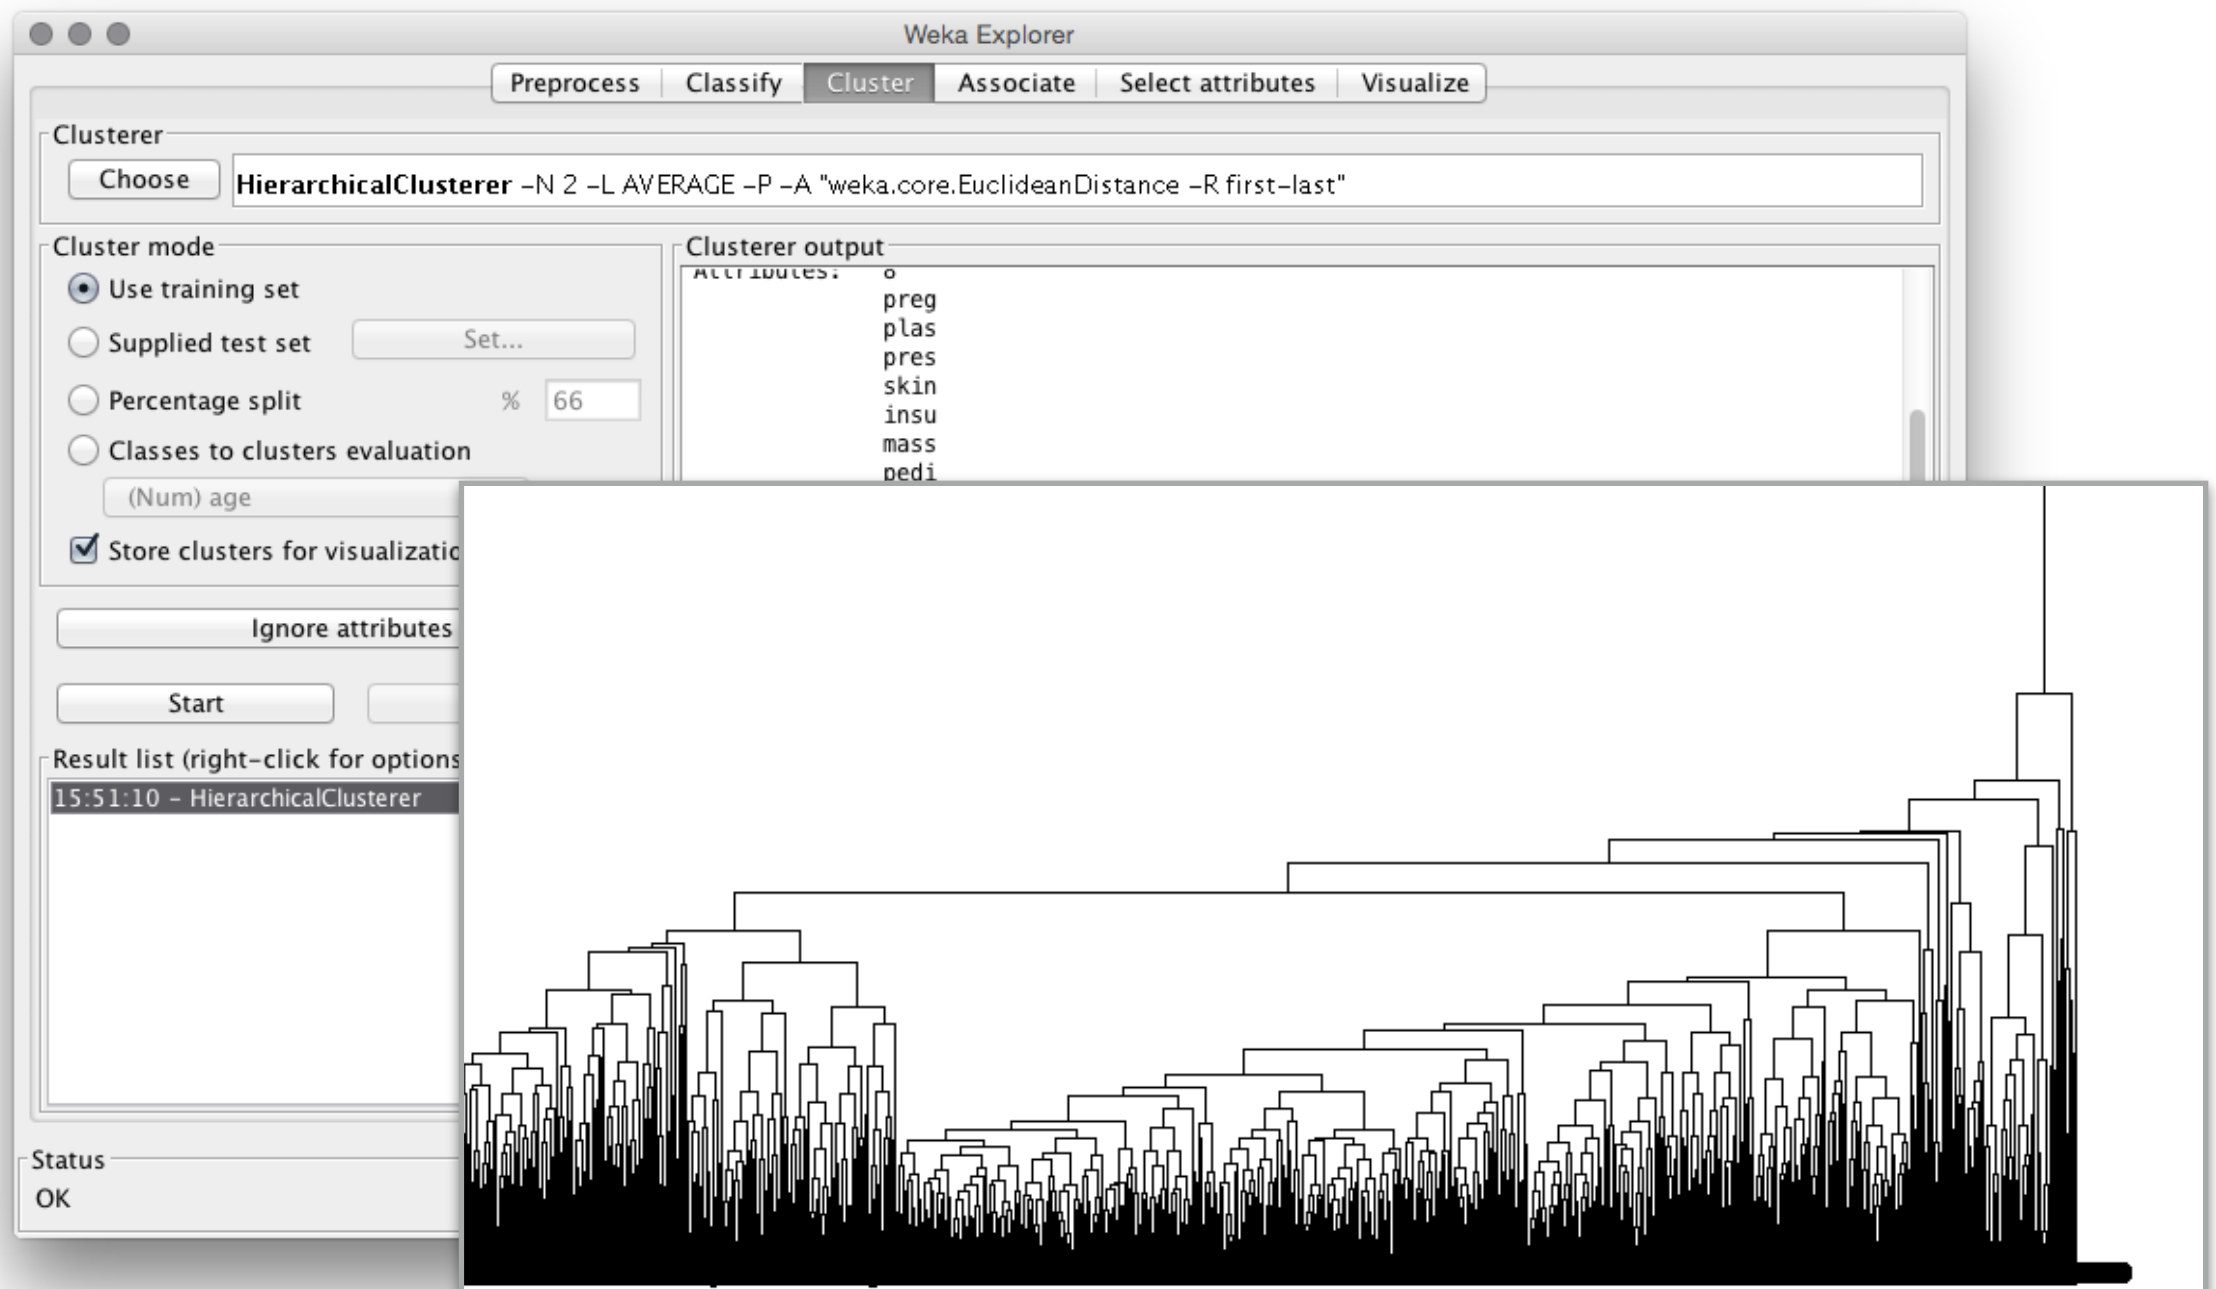 Weka Explorer
Preprocess Classify Cluster Associate Select attributes Visualize
Clusterer
Choose HierarchicalClusterer -N 2 -L AVERAGE -P -A "weka.core.EuclideanDistance -R first-last"
Cluster mode
Use training set
Supplied test set Set...
Percentage split % 66
Classes to clusters evaluation
(Num) age
Store clusters for visualizatio
Ignore attributes
Start
Result list (right-click for options
15:51:10 - HierarchicalClusterer
Status
OK
Clusterer output
Attributes: 8
preg
plas
pres
skin
insu
mass
pedi